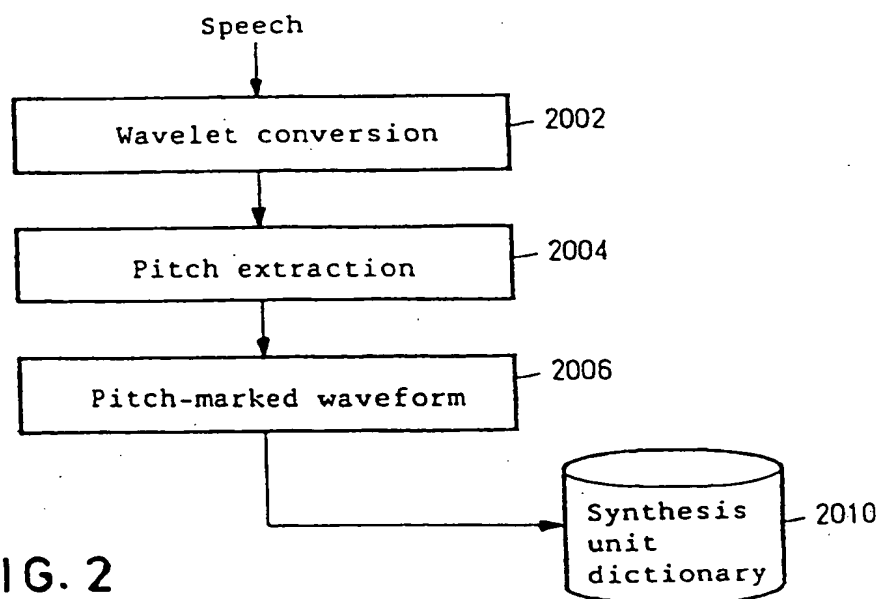 Speech
Wavelet conversion
2002
Pitch extraction
2004
Pitch-marked waveform
2006
Synthesis
unit
dictionary
2010
IG. 2